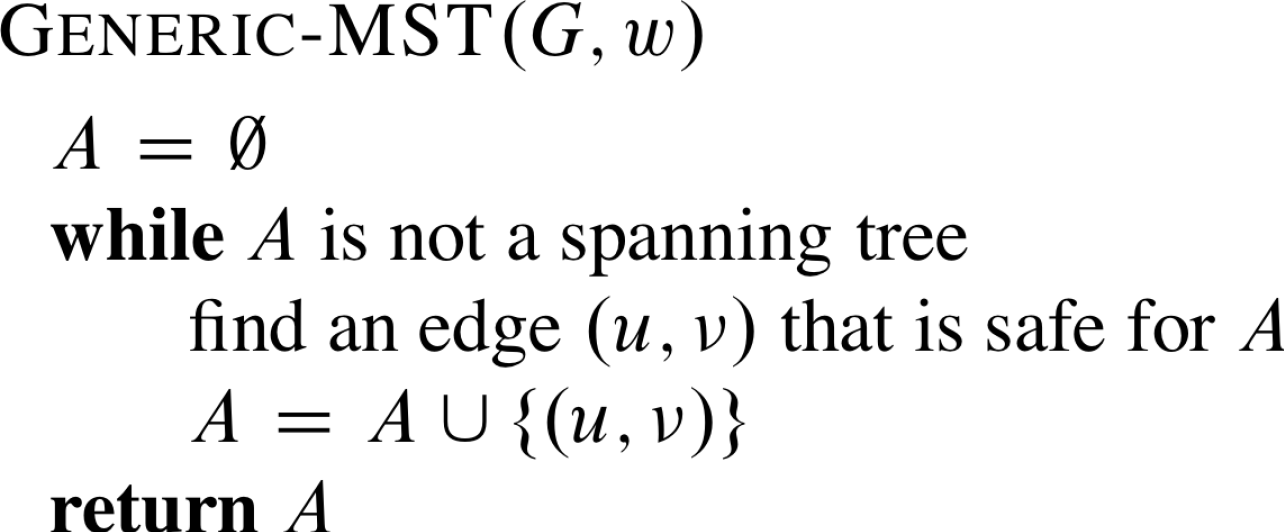 GENERIC-MST(G, w)
A = ∅
while A is not a spanning tree
find an edge (u, v) that is safe for A
A = A ∪ {(u, v)}
return A